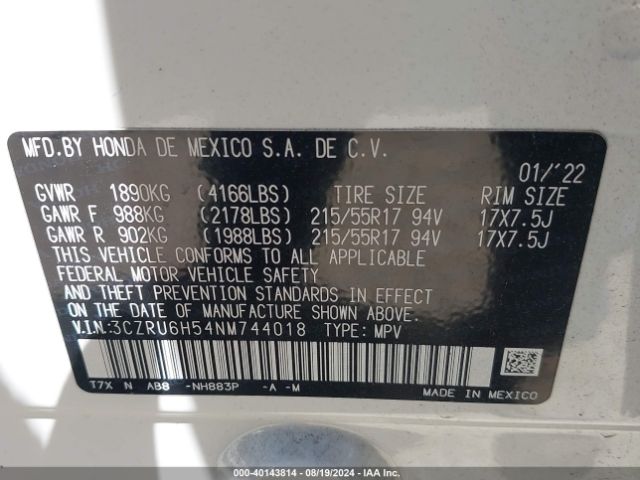 MFD.BY HONDA DE MEXICO S.A. DE C.V.
01/'22
GVWR 1890KG (4166LBS) TIRE SIZE RIM SIZE
GAWR F 988KG (2178LBS) 215/55R17 94V 17X7.5J
GAWR R 902KG (1988LBS) 215/55R17 94V 17X7.5J
THIS VEHICLE CONFORMS TO ALL APPLICABLE
FEDERAL MOTOR VEHICLE SAFETY
AND THEFT PREVENTION STANDARDS IN EFFECT
ON THE DATE OF MANUFACTURE SHOWN ABOVE.
V.I.N.:3CZRU6H54NM744018 TYPE: MPV
T7X N AB8 -NH883P -A -M
MADE IN MEXICO
000-40143814 - 08/19/2024 - IAA Inc.